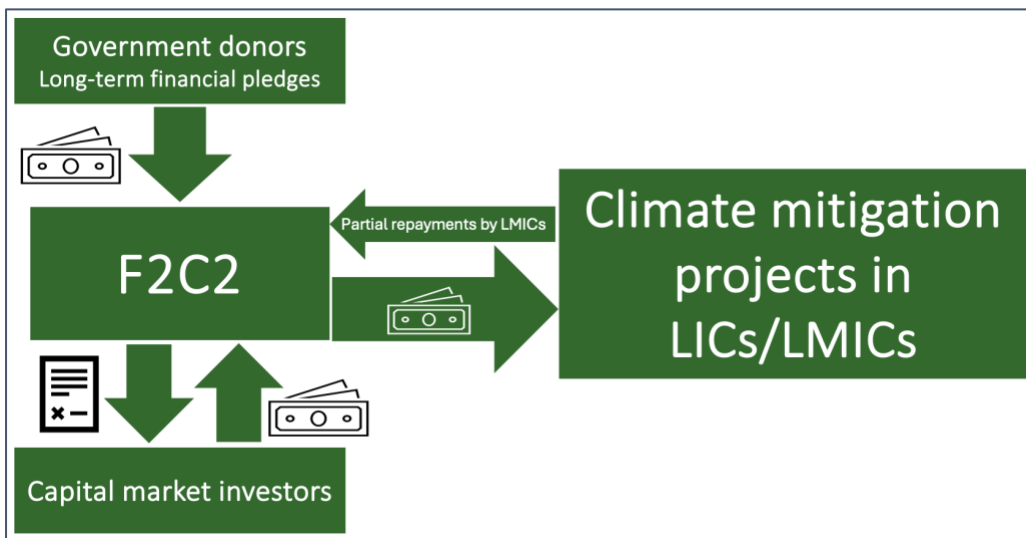 Government donors
Long-term financial pledges
F2C2
Partial repayments by LMICs
Climate mitigation
projects in
LICs/LMICs
Capital market investors